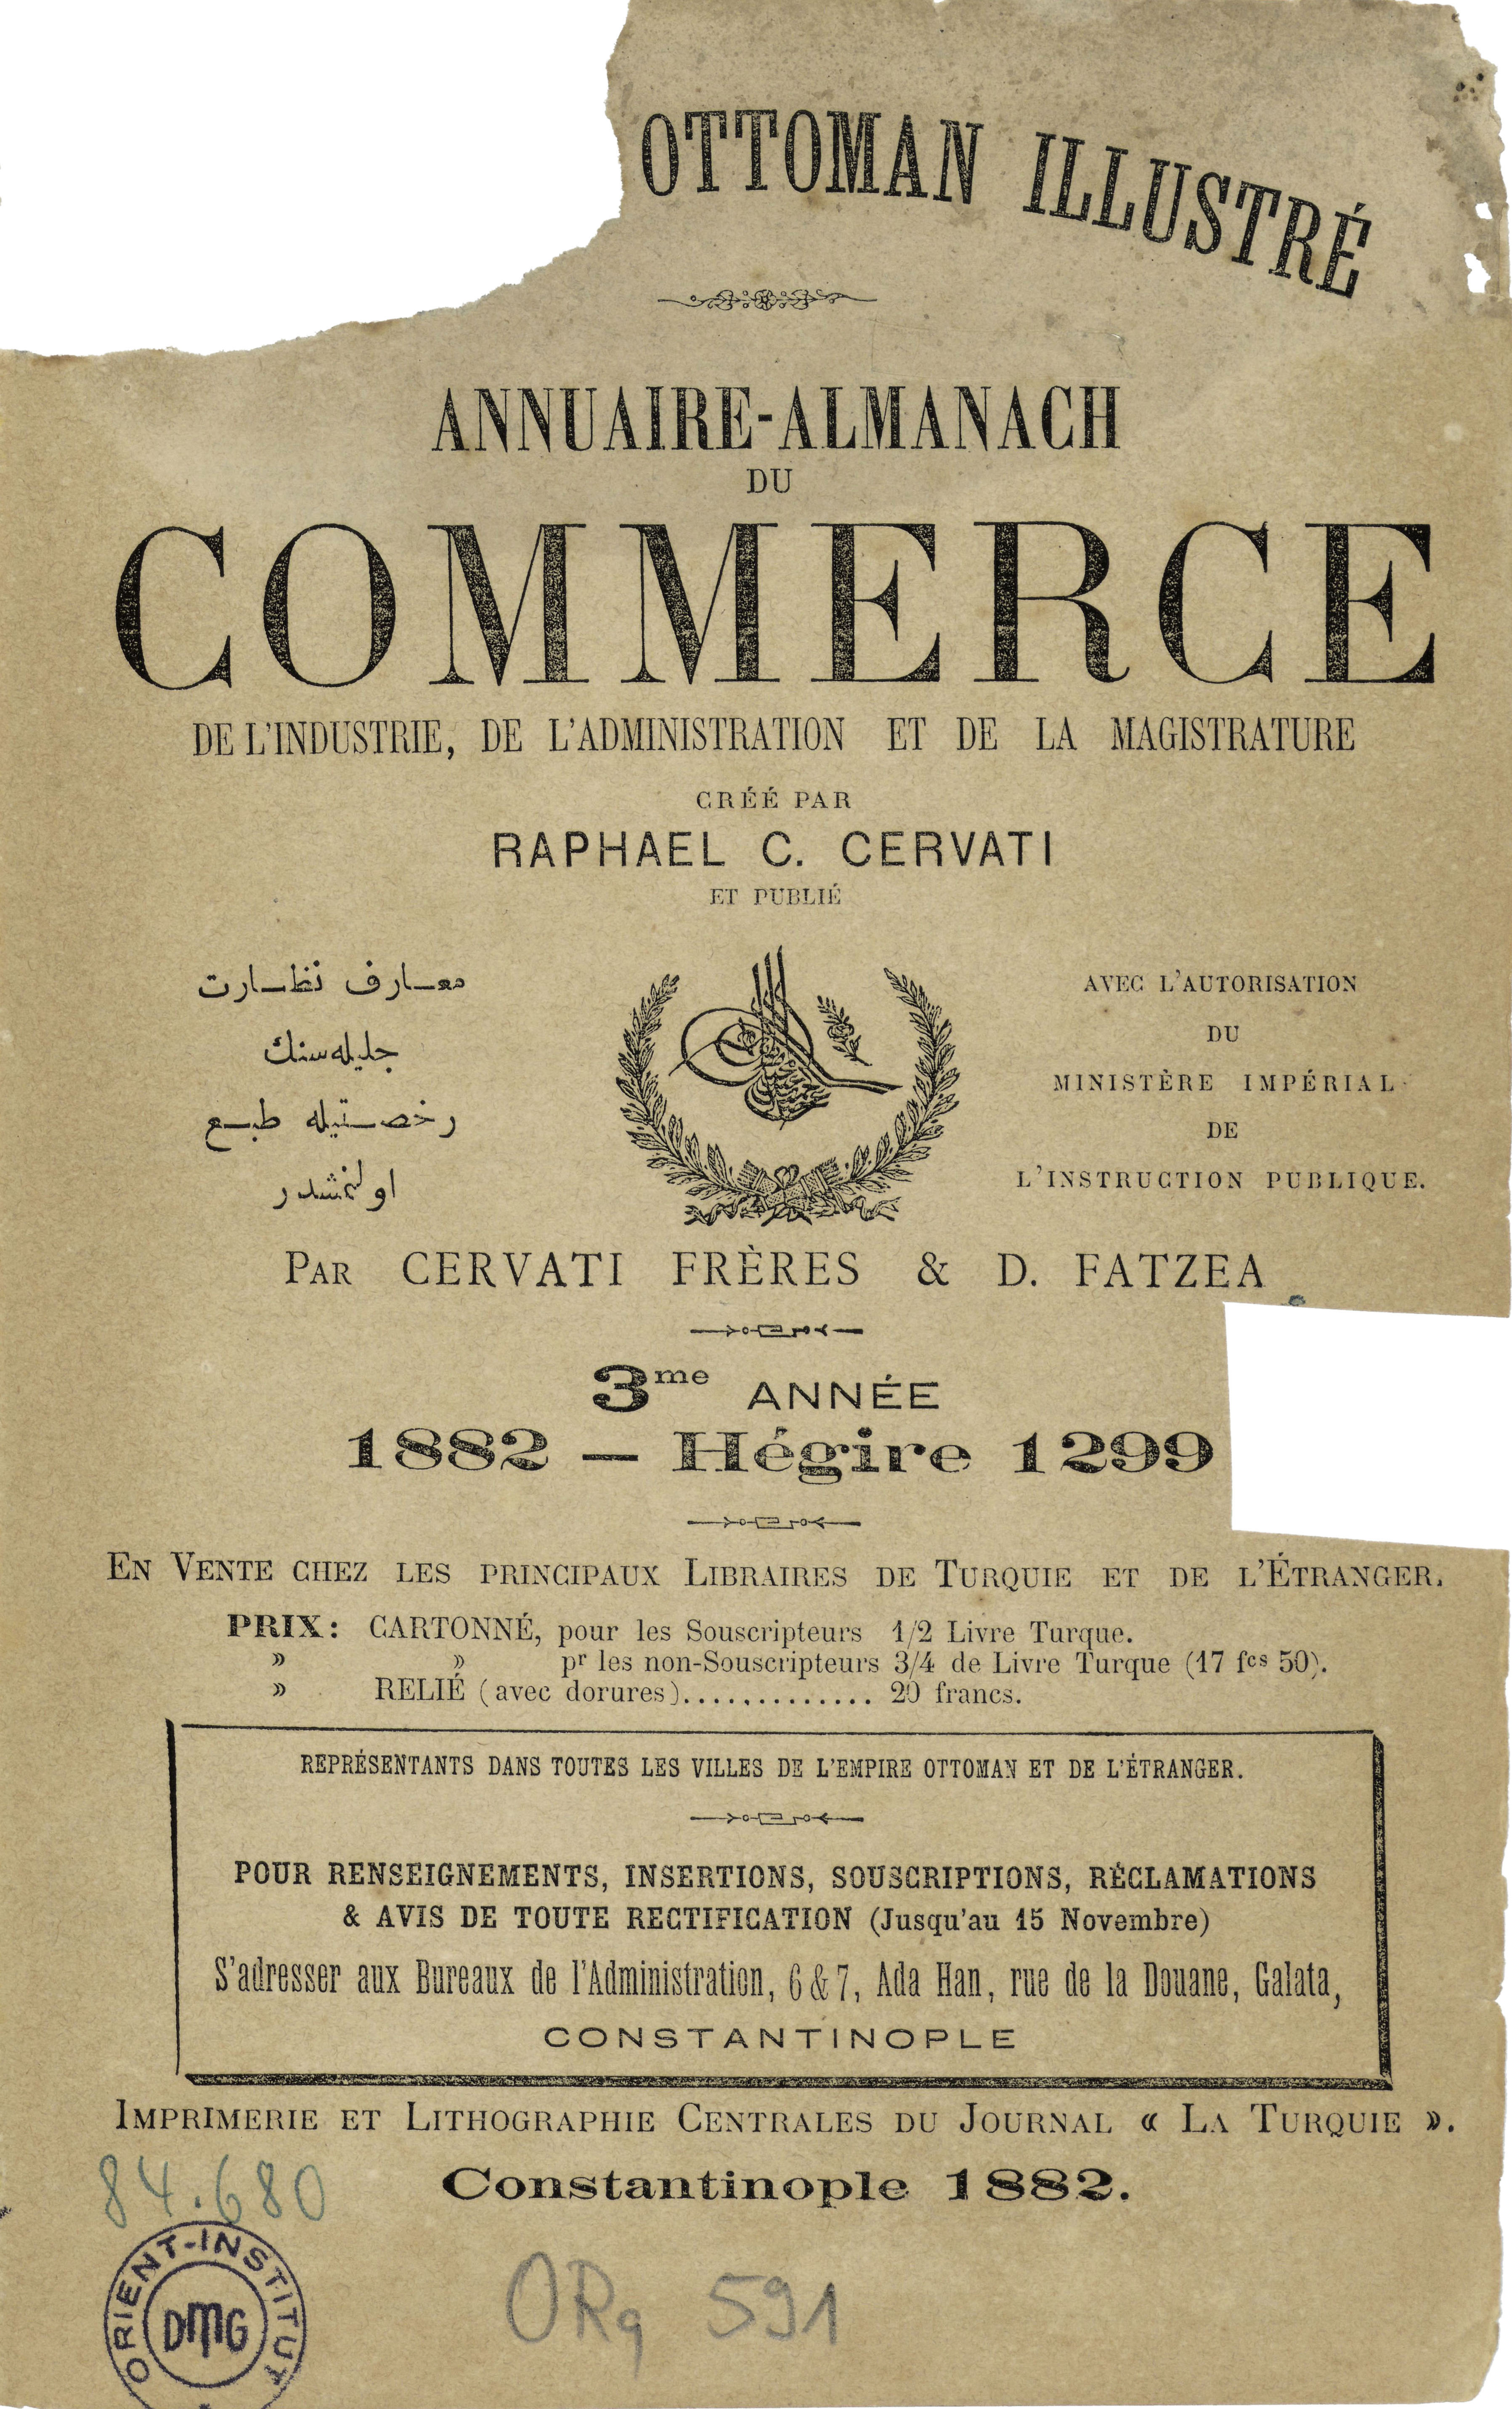 OTTOMAN ILLUSTRÉ
ANNUAIRE-ALMANACH
DU
COMMERCE
DE L'INDUSTRIE, DE L'ADMINISTRATION ET DE LA MAGISTRATURE
CRÉÉ PAR
RAPHAEL C. CERVATI
ET PUBLIÉ
معارف نظارت
جليله‌سنك
رخصتيله طبع
اولنمشدر
AVEC L'AUTORISATION
DU
MINISTÈRE IMPÉRIAL
DE
L'INSTRUCTION PUBLIQUE.
PAR CERVATI FRÈRES & D. FATZEA
3me ANNÉE
1882 — Hégire 1299
EN VENTE CHEZ LES PRINCIPAUX LIBRAIRES DE TURQUIE ET DE L'ÉTRANGER.
PRIX: CARTONNÉ, pour les Souscripteurs 1/2 Livre Turque.
» » pr les non-Souscripteurs 3/4 de Livre Turque (17 fcs 50).
» RELIÉ (avec dorures)............. 20 francs.
REPRÉSENTANTS DANS TOUTES LES VILLES DE L'EMPIRE OTTOMAN ET DE L'ÉTRANGER.
POUR RENSEIGNEMENTS, INSERTIONS, SOUSCRIPTIONS, RÉCLAMATIONS
& AVIS DE TOUTE RECTIFICATION (Jusqu'au 15 Novembre)
S'adresser aux Bureaux de l'Administration, 6 & 7, Ada Han, rue de la Douane, Galata,
CONSTANTINOPLE
IMPRIMERIE ET LITHOGRAPHIE CENTRALES DU JOURNAL « LA TURQUIE ».
84.680
Constantinople 1882.
ORIENT-INSTITUT
DMG
ORq 591